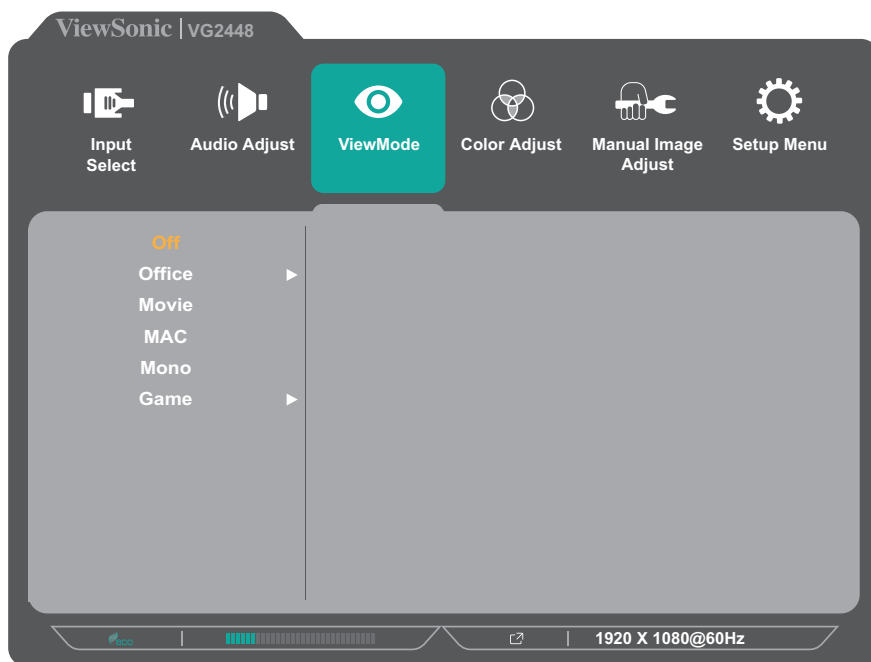 ViewSonic | VG2448
Input
Select
Audio Adjust
ViewMode
Color Adjust
Manual Image
Adjust
Setup Menu
Off
Office
Movie
MAC
Mono
Game
eco
1920 X 1080@60Hz